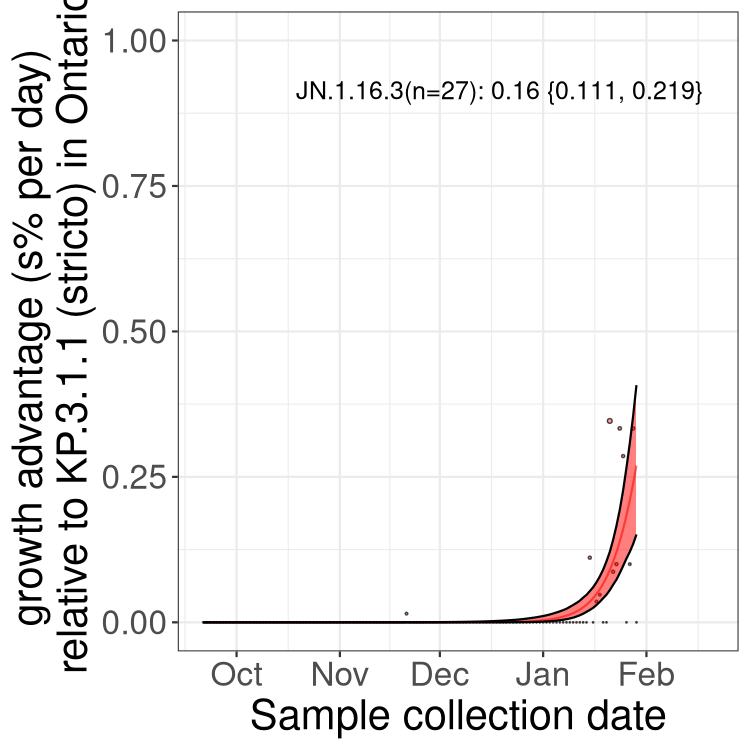 growth advantage (s% per day)
relative to KP.3.1.1 (stricto) in Ontario
1.00
JN.1.16.3(n=27): 0.16 {0.111, 0.219}
0.75
0.50
0.25
0.00
Oct Nov Dec Jan Feb
Sample collection date